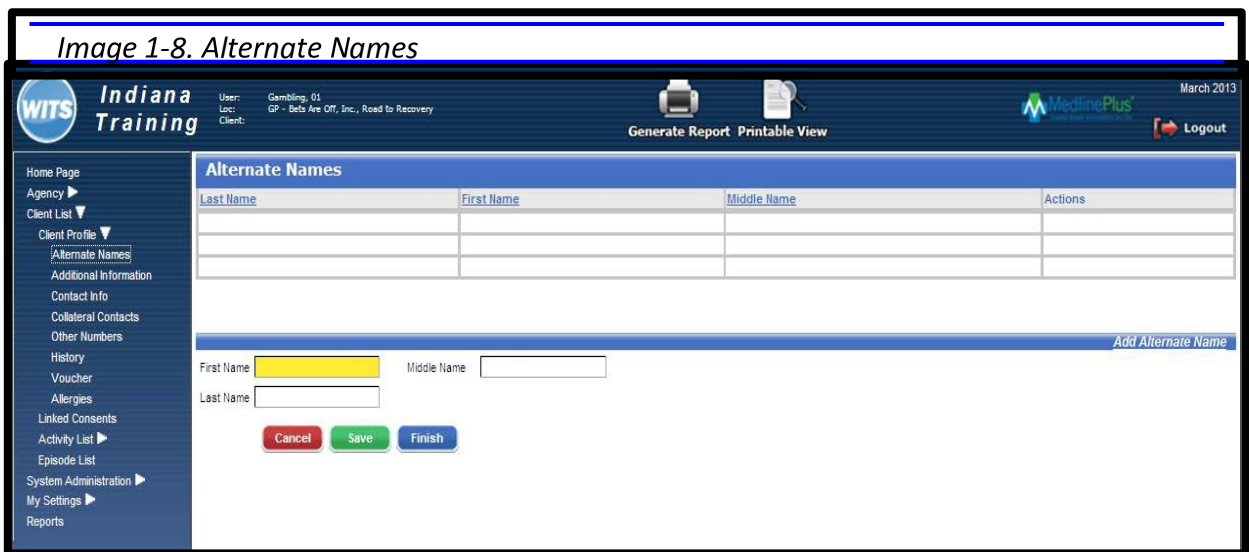 Image 1-8. Alternate Names
WITS
Indiana
Training
User: Gambling, 01
Loc: GP - Bets Are Off, Inc., Road to Recovery
Client:
Generate Report Printable View
MedlinePlus
March 2013
Logout
Home Page
Agency
Client List
Client Profile
Alternate Names
Additional Information
Contact Info
Collateral Contacts
Other Numbers
History
Voucher
Allergies
Linked Consents
Activity List
Episode List
System Administration
My Settings
Reports
Alternate Names
Last Name First Name Middle Name Actions
Add Alternate Name
First Name Middle Name
Last Name
Cancel Save Finish